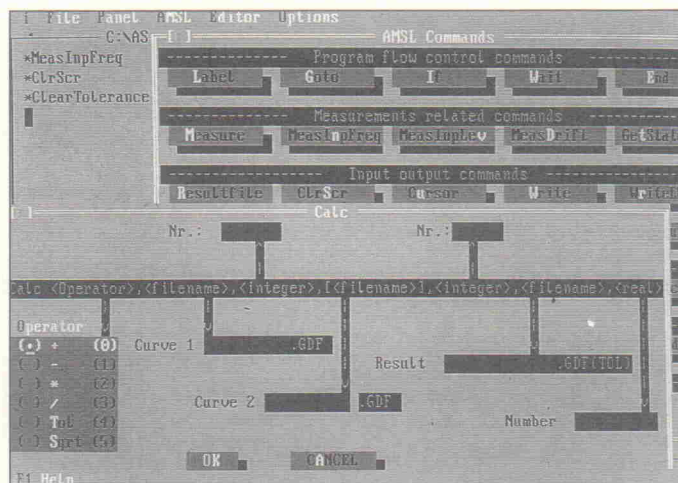 File Panel AMSL Editor Options
C:\AS
[ ]
AMSL Commands
*MeasInpFreq
*ClrScr
*ClearTolerance
Program flow control commands
Label Goto If Wait End
Measurements related commands
Measure MeasInpFreq MeasInpLev MeasDrift GetStat
Input output commands
Resultfile ClrScr Cursor Write
Calc
Nr.: Nr.:
Calc <Operator>,<filename>,<integer>,[<filename>],<integer>,<filename>,<real>
Operator
(•) + (0) Curve 1 .GDF
( ) - (1) Result .GDF(TOL)
( ) * (2)
( ) / (3) Curve 2 .GDF
( ) Tol (4) Number
( ) Sqrt (5)
OK CANCEL
F1 Help